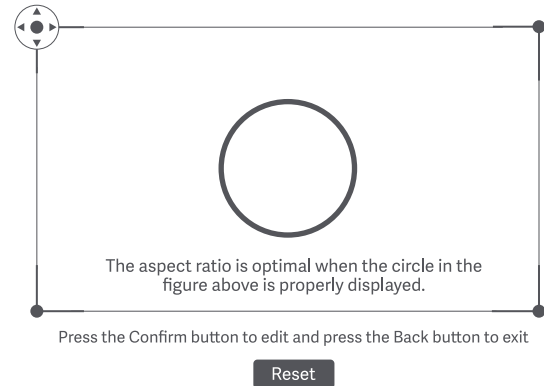 The aspect ratio is optimal when the circle in the
figure above is properly displayed.
Press the Confirm button to edit and press the Back button to exit
Reset